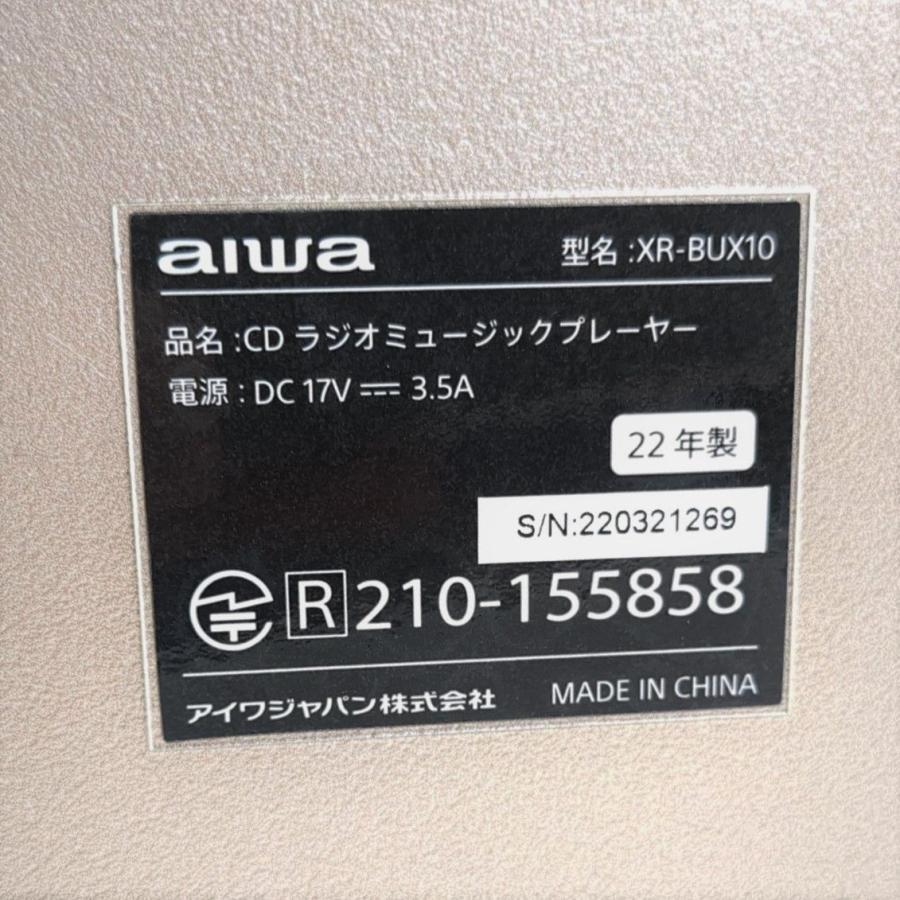 aiwa 型名:XR-BUX10
品名:CD ラジオミュージックプレーヤー
電源:DC 17V ⎓ 3.5A
22年製
S/N:220321269
R 210-155858
アイワジャパン株式会社 MADE IN CHINA